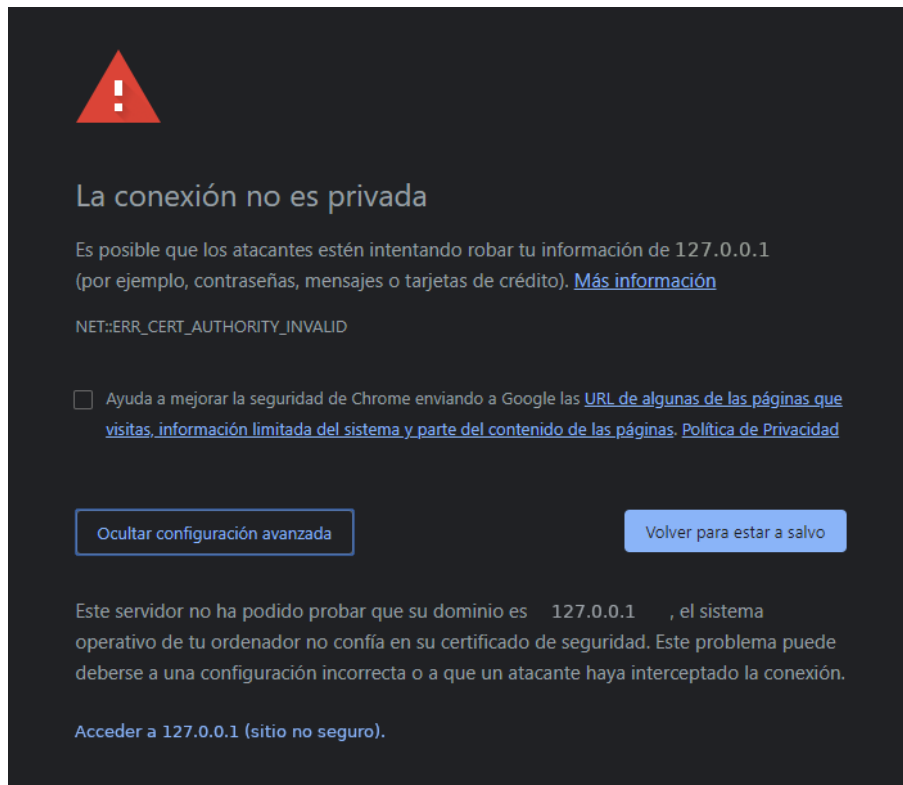 La conexión no es privada
Es posible que los atacantes estén intentando robar tu información de 127.0.0.1
(por ejemplo, contraseñas, mensajes o tarjetas de crédito). Más información
NET::ERR_CERT_AUTHORITY_INVALID
Ayuda a mejorar la seguridad de Chrome enviando a Google las URL de algunas de las páginas que
visitas, información limitada del sistema y parte del contenido de las páginas. Política de Privacidad
Ocultar configuración avanzada
Volver para estar a salvo
Este servidor no ha podido probar que su dominio es 127.0.0.1 , el sistema
operativo de tu ordenador no confía en su certificado de seguridad. Este problema puede
deberse a una configuración incorrecta o a que un atacante haya interceptado la conexión.
Acceder a 127.0.0.1 (sitio no seguro).